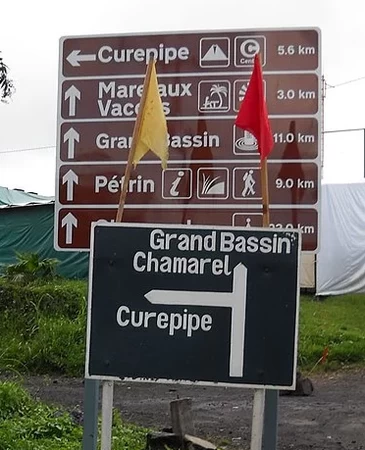 Curepipe C Centre 5.6 km
Mare aux Vacoas 3.0 km
Grand Bassin 11.0 km
Pétrin i 9.0 km
Grand Bassin
Chamarel
Curepipe